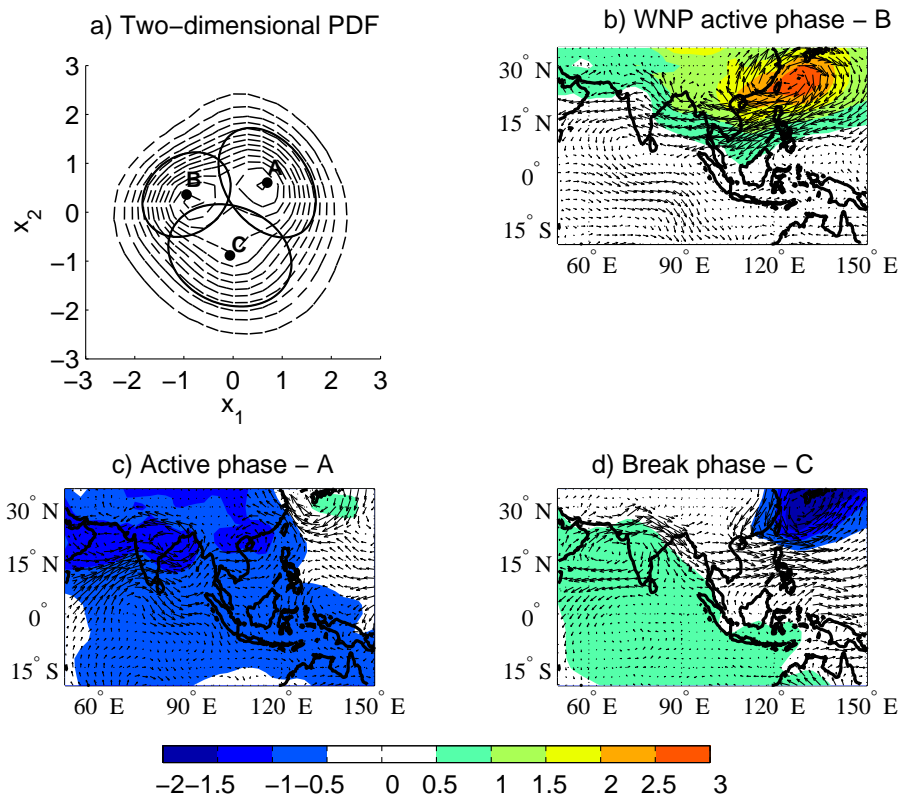 a) Two−dimensional PDF
3
2
1
0
−1
−2
−3
x2
A
B
C
−3 −2 −1 0 1 2 3
x1
b) WNP active phase − B
30° N
15° N
0°
15° S
60° E 90° E 120° E 150° E
c) Active phase − A
30° N
15° N
0°
15° S
60° E 90° E 120° E 150° E
d) Break phase − C
30° N
15° N
0°
15° S
60° E 90° E 120° E 150° E
−2−1.5 −1−0.5 0 0.5 1 1.5 2 2.5 3